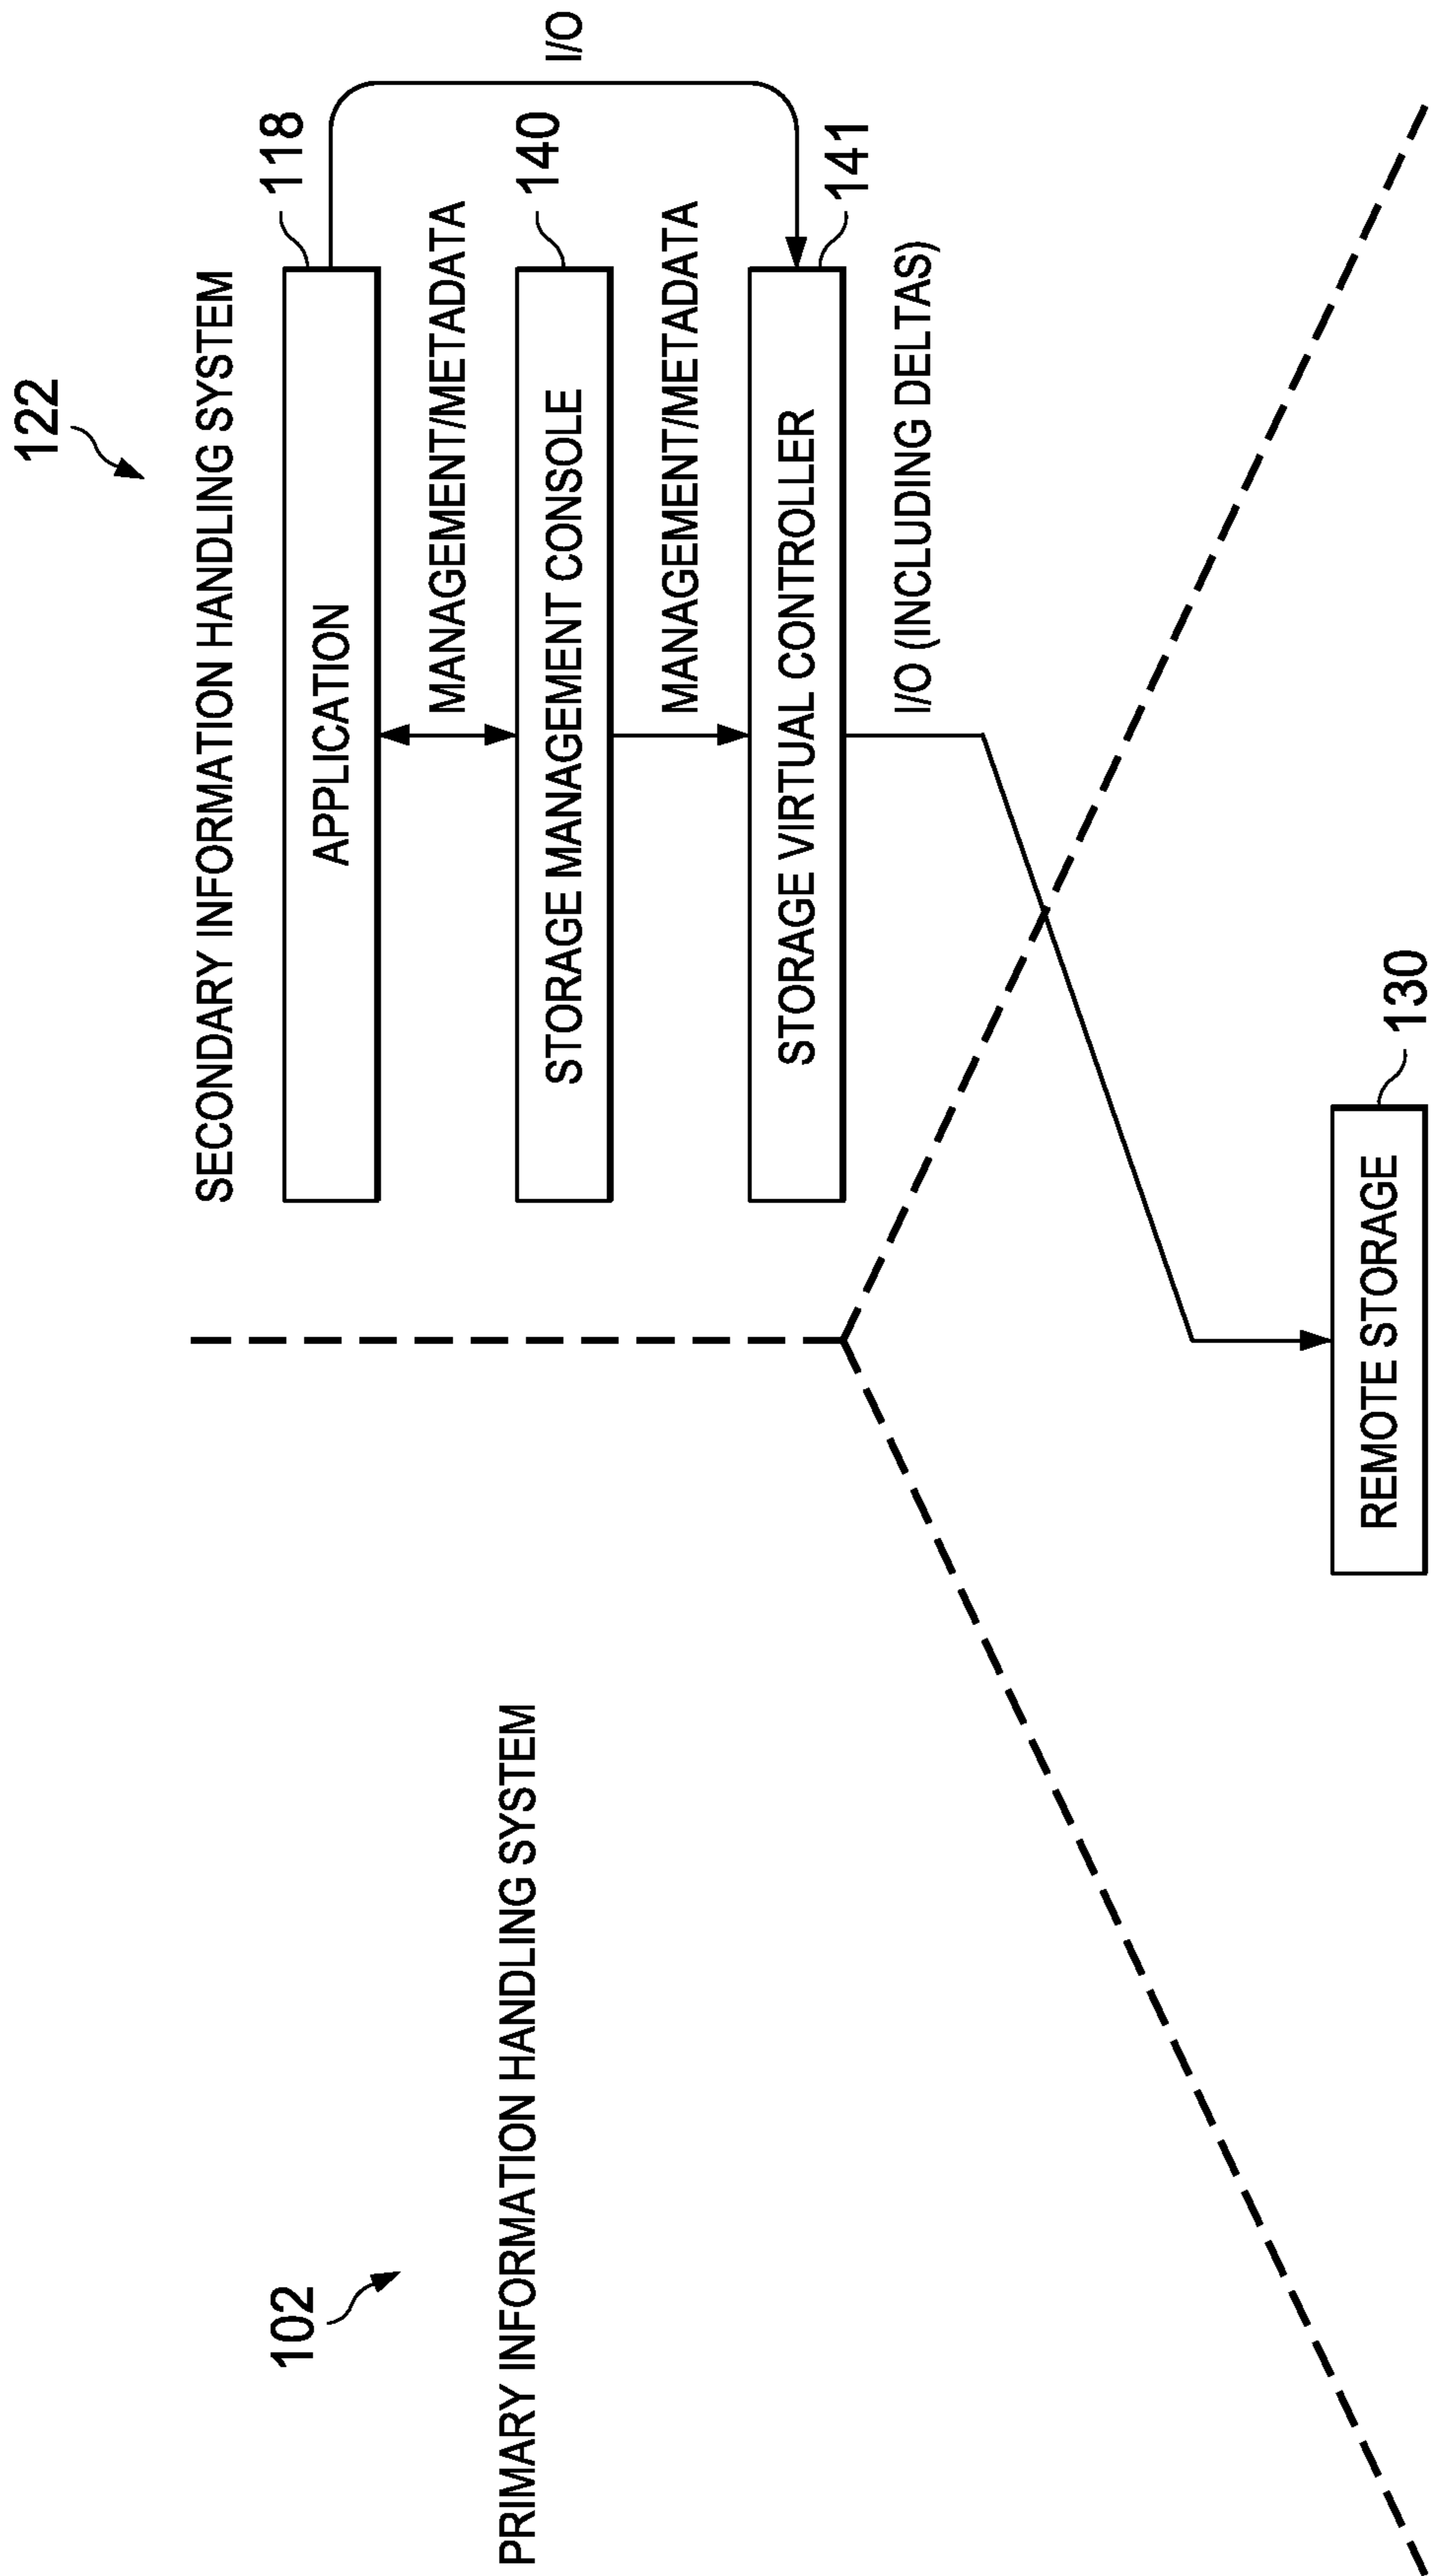 122
SECONDARY INFORMATION HANDLING SYSTEM
102
118
APPLICATION
MANAGEMENT/METADATA
I/O
PRIMARY INFORMATION HANDLING SYSTEM
140
STORAGE MANAGEMENT CONSOLE
MANAGEMENT/METADATA
141
STORAGE VIRTUAL CONTROLLER
I/O (INCLUDING DELTAS)
130
REMOTE STORAGE